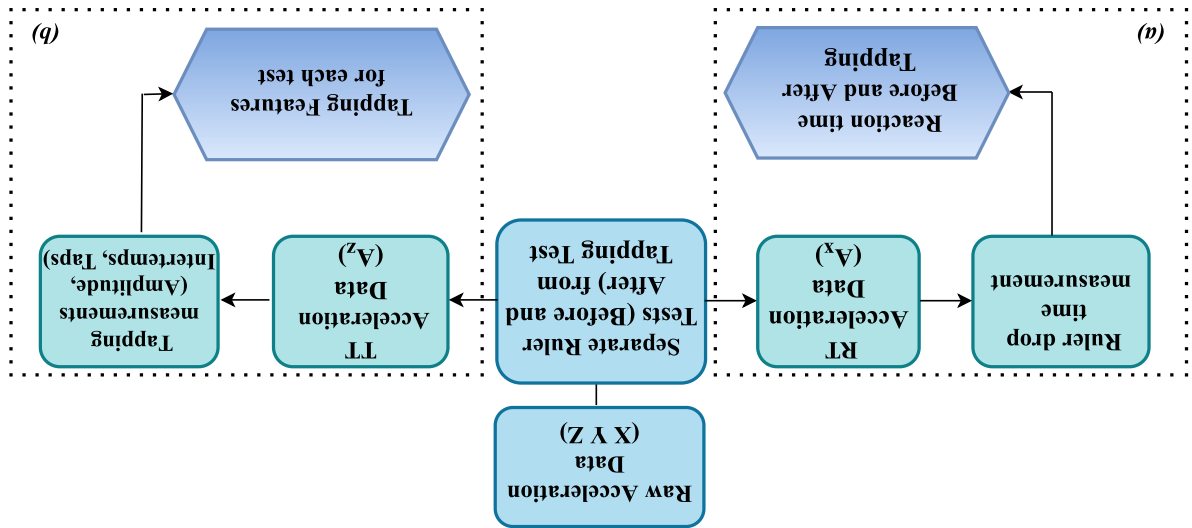 Raw Acceleration
Data
(X Y Z)
Separate Ruler
Tests (Before and
After) from
Tapping Test
Ruler drop
time
measurement
RT
Acceleration
Data
(Aₓ)
TT
Acceleration
Data
(A_z)
Tapping
measurements
(Amplitude,
Intertemps, Taps)
Reaction time
Before and After
Tapping
Tapping Features
for each test
(a)
(b)